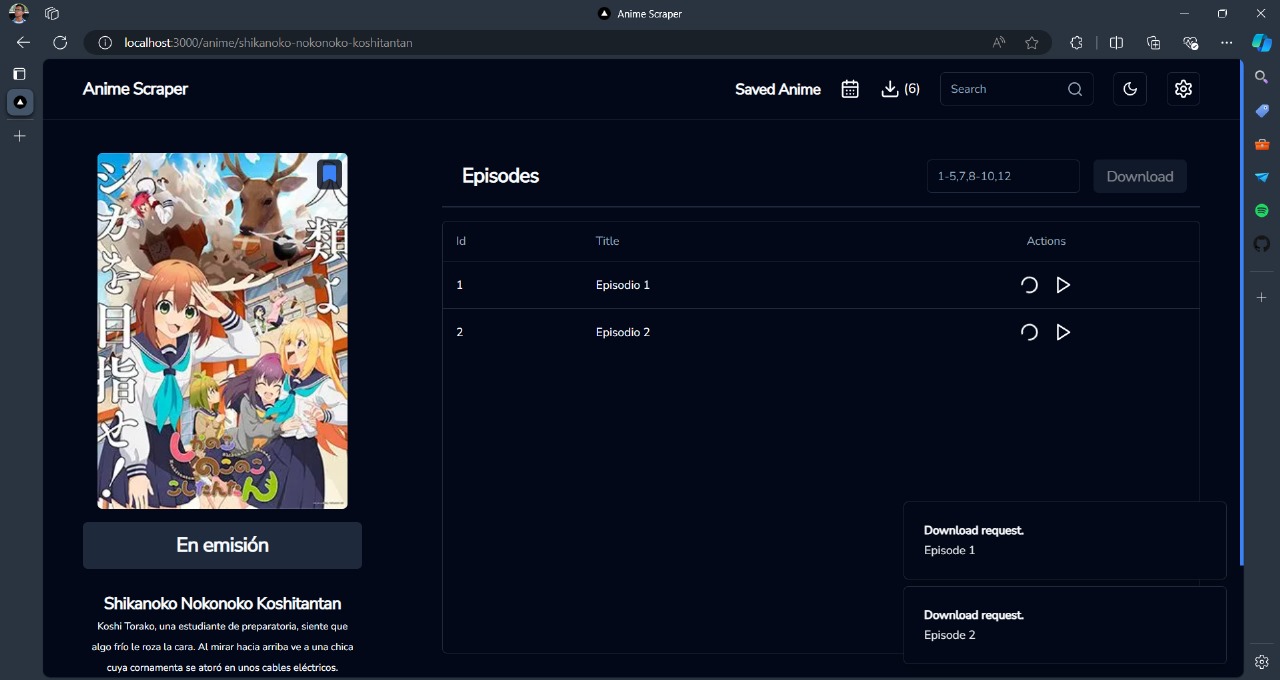 Anime Scraper
localhost:3000/anime/shikanoko-nokonoko-koshitantan
Anime Scraper
Saved Anime
(6)
Search
人類よ、
シカを目指せ!
しかのこ
のこのこ
こしたんたん
En emisión
Shikanoko Nokonoko Koshitantan
Koshi Torako, una estudiante de preparatoria, siente que
algo frío le roza la cara. Al mirar hacia arriba ve a una chica
cuya cornamenta se atoró en unos cables eléctricos.
Episodes
1-5,7,8-10,12
Download
Id Title Actions
1 Episodio 1
2 Episodio 2
Download request.
Episode 1
Download request.
Episode 2